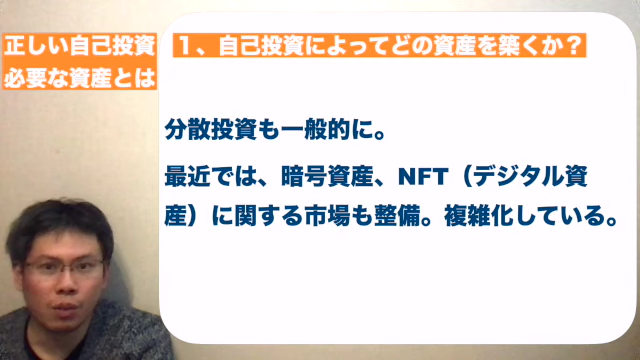 正しい自己投資
必要な資産とは
１、自己投資によってどの資産を築くか？
分散投資も一般的に。
最近では、暗号資産、NFT（デジタル資
産）に関する市場も整備。複雑化している。